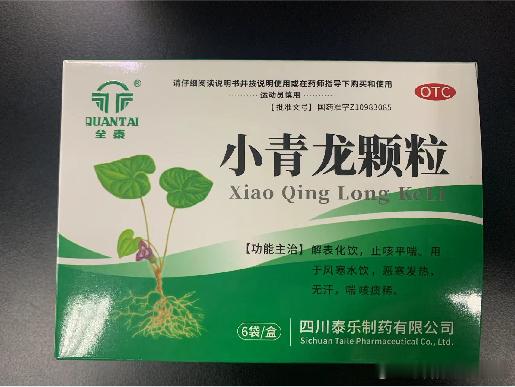 请仔细阅读说明书并按说明使用或在药师指导下购买和使用
运动员慎用
【批准文号】国药准字Z10983065
OTC
®
QUANTAI
全泰
小青龙颗粒
Xiao Qing Long KeLi
【功能主治】解表化饮，止咳平喘。用
于风寒水饮，恶寒发热，
无汗，喘咳痰稀。
6袋/盒
四川泰乐制药有限公司
Sichuan Taile Pharmaceutical Co., Ltd.